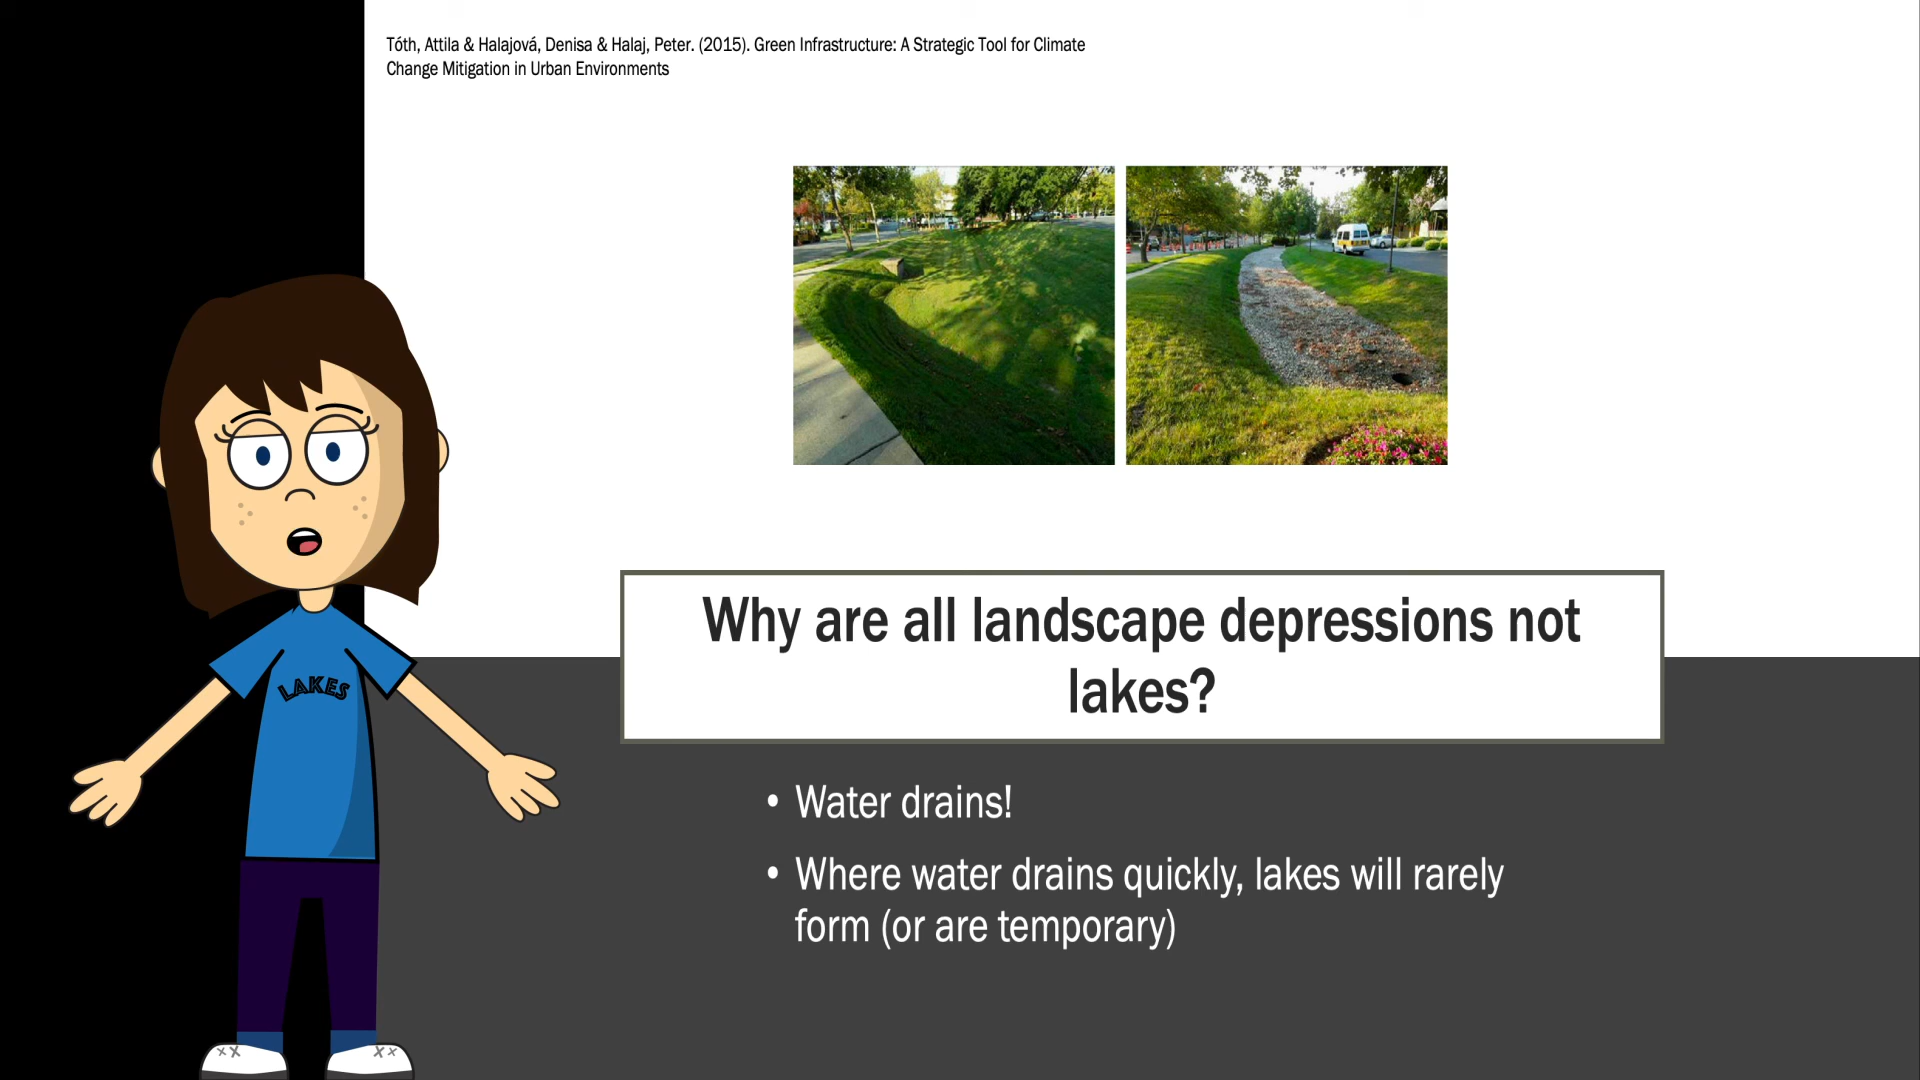 Tóth, Attila & Halajová, Denisa & Halaj, Peter. (2015). Green Infrastructure: A Strategic Tool for Climate
Change Mitigation in Urban Environments
LAKES
Why are all landscape depressions not
lakes?
• Water drains!
• Where water drains quickly, lakes will rarely
form (or are temporary)